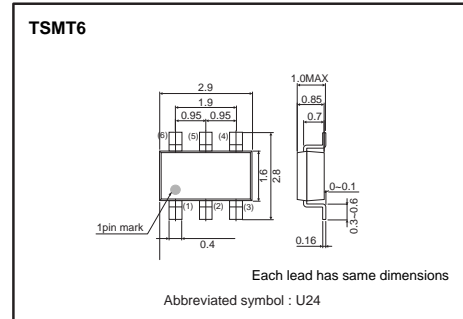 TSMT6
1.0MAX
2.9
0.85
1.9
0.7
0.95 0.95
(6) (5) (4)
1.6
2.8
0~0.1
(1) (2) (3)
1pin mark
0.3~0.6
0.4
0.16
Each lead has same dimensions
Abbreviated symbol : U24